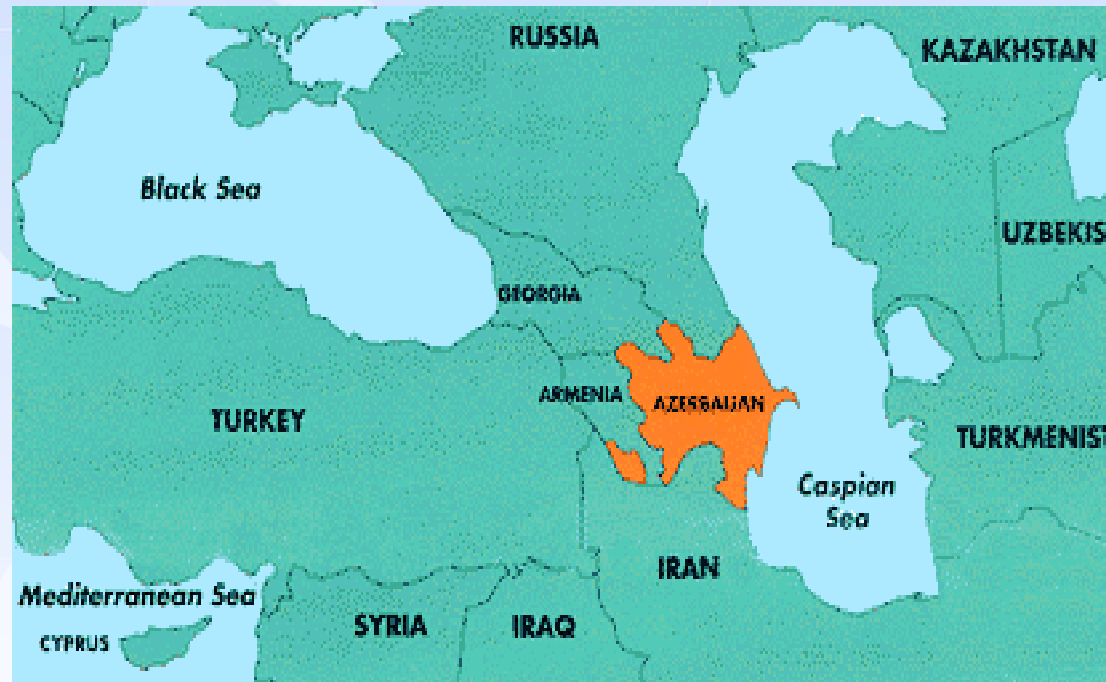 RUSSIA
KAZAKHSTAN
Black Sea
UZBEKIS
GEORGIA
ARMENIA
AZERBAIJAN
TURKEY
TURKMENIST
Caspian
Sea
IRAN
Mediterranean Sea
SYRIA
IRAQ
CYPRUS